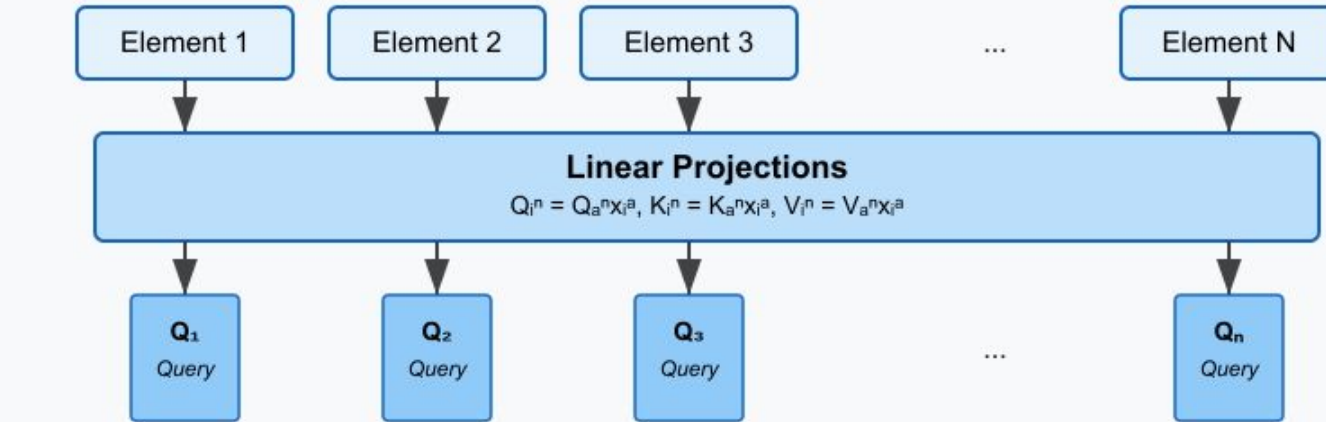 Element 1 Element 2 Element 3 ... Element N
Linear Projections
Qᵢⁿ = Qₐⁿxᵢᵃ, Kᵢⁿ = Kₐⁿxᵢᵃ, Vᵢⁿ = Vₐⁿxᵢᵃ
Q₁ Q₂ Q₃ ... Qₙ
Query Query Query Query